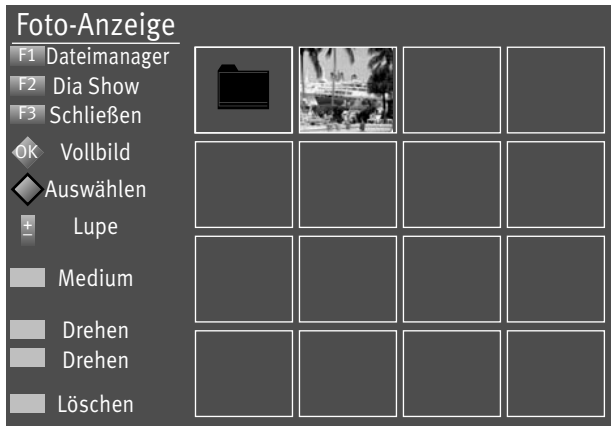 Foto-Anzeige
F1 Dateimanager
F2 Dia Show
F3 Schließen
OK Vollbild
Auswählen
± Lupe
Medium
Drehen
Drehen
Löschen